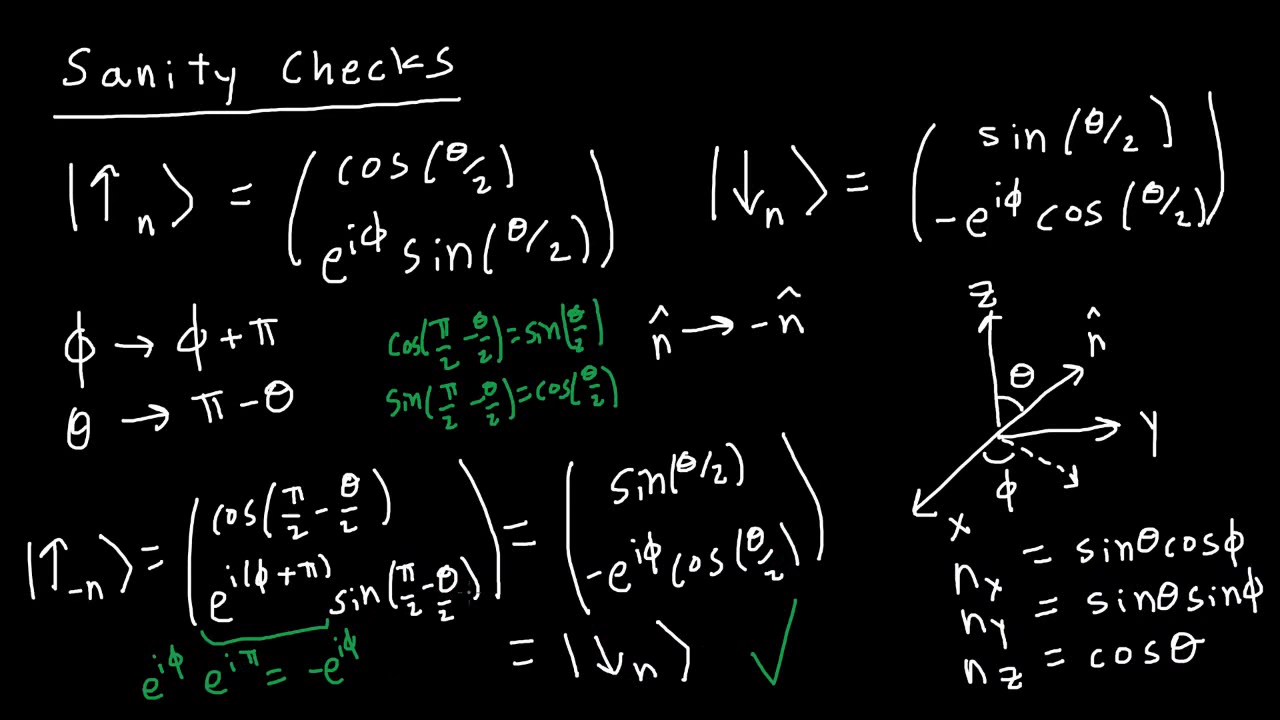 Sanity Checks
|↑n⟩ = ( cos(θ/2) ; e^{iφ} sin(θ/2) )
|↓n⟩ = ( sin(θ/2) ; -e^{iφ} cos(θ/2) )
φ → φ + π
θ → π - θ
cos(π/2 - θ/2) = sin(θ/2)
sin(π/2 - θ/2) = cos(θ/2)
n̂ → -n̂
z
n̂
θ
y
φ
x
|↑-n⟩ = ( cos(π/2 - θ/2) ; e^{i(φ+π)} sin(π/2 - θ/2) ) = ( sin(θ/2) ; -e^{iφ} cos(θ/2) )
e^{iφ} e^{iπ} = -e^{iφ}
= |↓n⟩ ✓
nx = sinθcosφ
ny = sinθsinφ
nz = cosθ